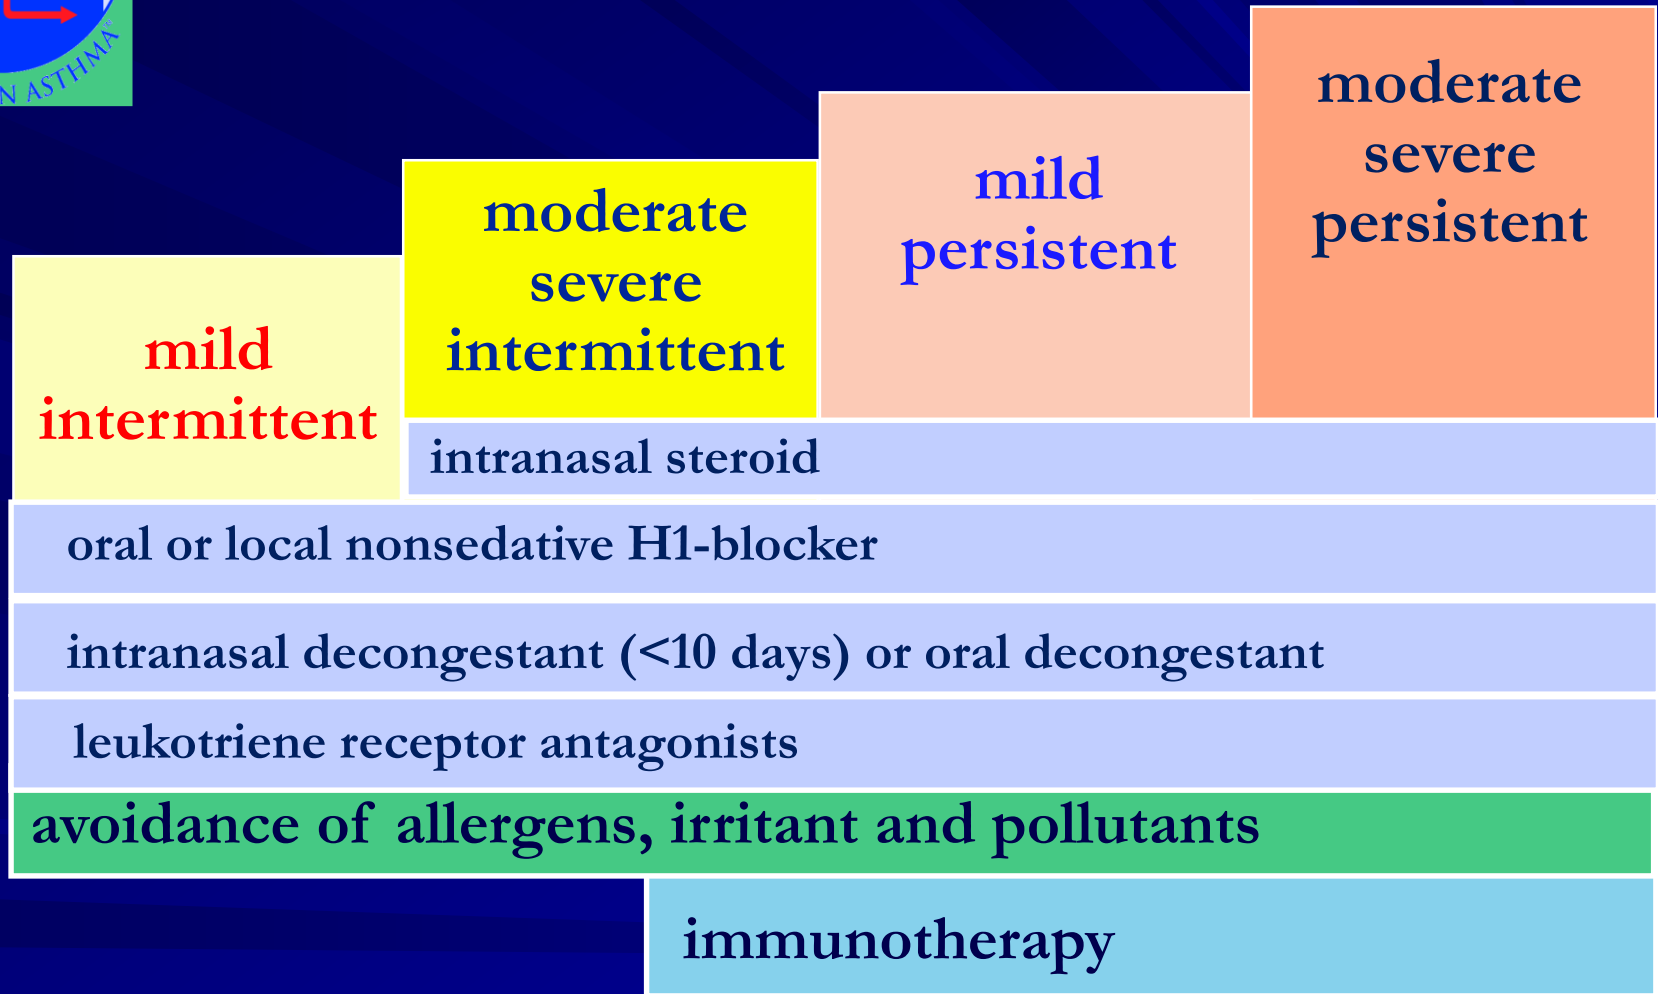 N ASTHMA
moderate
severe
persistent
mild
persistent
moderate
severe
intermittent
mild
intermittent
intranasal steroid
oral or local nonsedative H1-blocker
intranasal decongestant (<10 days) or oral decongestant
leukotriene receptor antagonists
avoidance of allergens, irritant and pollutants
immunotherapy